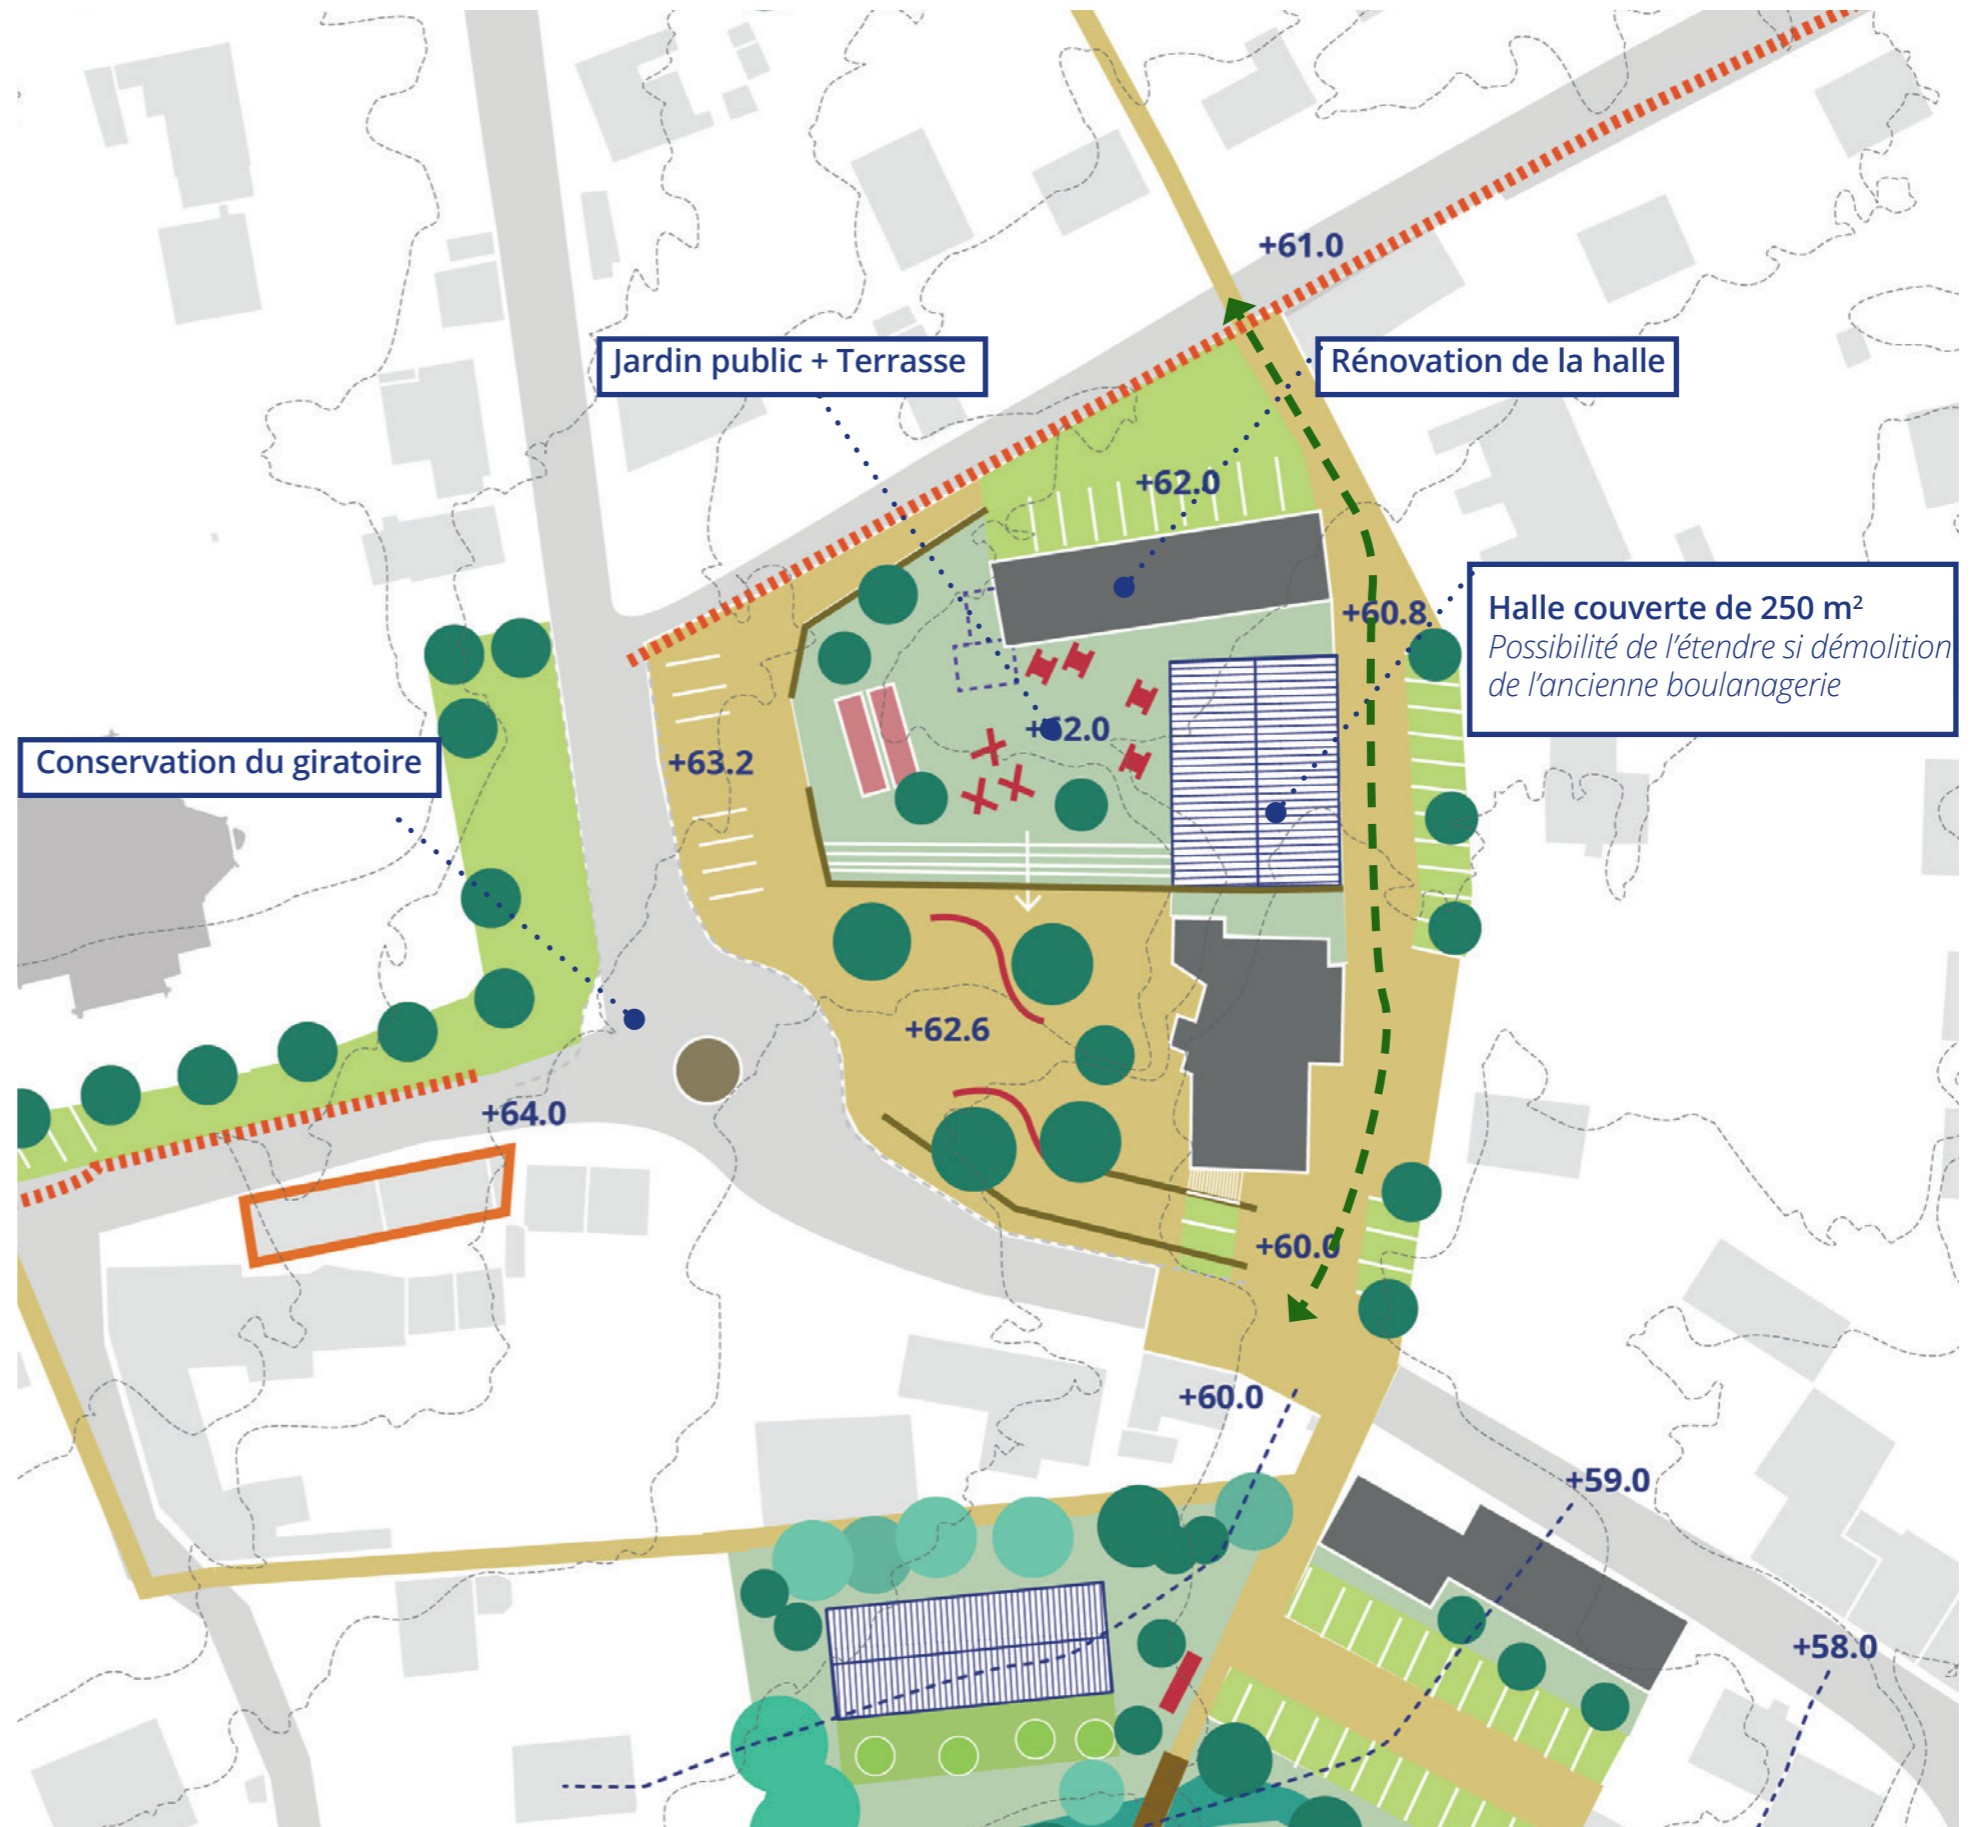 +61.0
Jardin public + Terrasse
Rénovation de la halle
+62.0
Halle couverte de 250 m²
Possibilité de l'étendre si démolition
de l'ancienne boulanagerie
+60.8
+62.0
Conservation du giratoire
+63.2
+62.6
+64.0
+60.0
+60.0
+59.0
+58.0